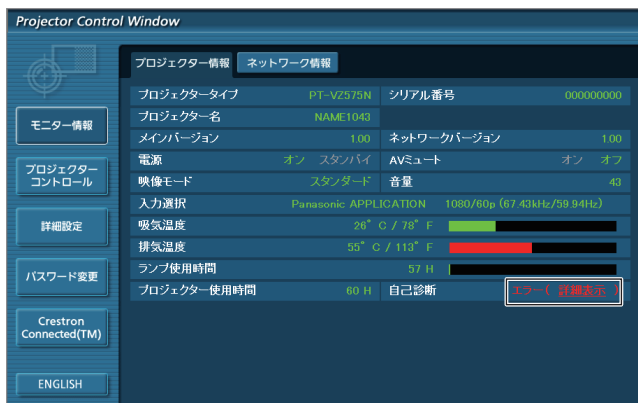 Projector Control Window
プロジェクター情報 ネットワーク情報
モニター情報
プロジェクター
コントロール
詳細設定
パスワード変更
Crestron
Connected(TM)
ENGLISH
プロジェクタータイプ PT-VZ575N シリアル番号 000000000
プロジェクター名 NAME1043
メインバージョン 1.00 ネットワークバージョン 1.00
電源 オン スタンバイ AVミュート オン オフ
映像モード スタンダード 音量 43
入力選択 Panasonic APPLICATION 1080/60p (67.43kHz/59.94Hz)
吸気温度 26° C / 78° F
排気温度 55° C / 113° F
ランプ使用時間 57 H
プロジェクター使用時間 60 H 自己診断 エラー( 詳細表示 )